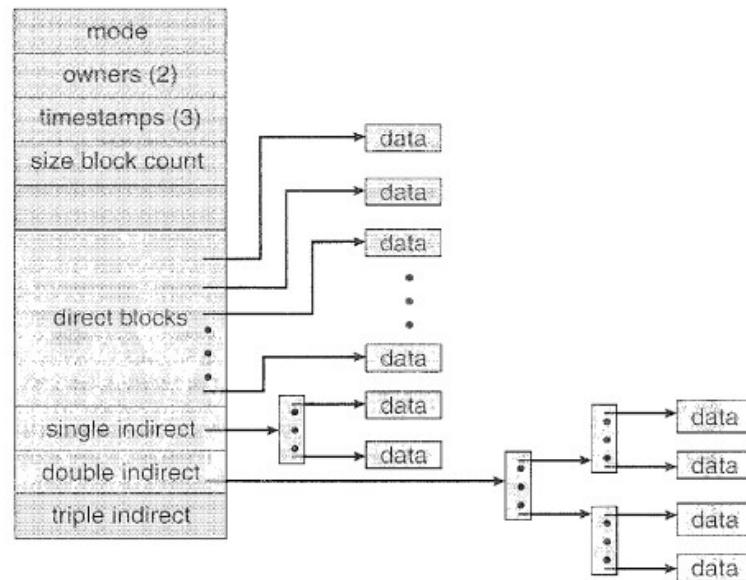 mode
owners (2)
timestamps (3)
size block count
data
data
data
direct blocks
data
single indirect
data
data
double indirect
triple indirect
data
data
data
data